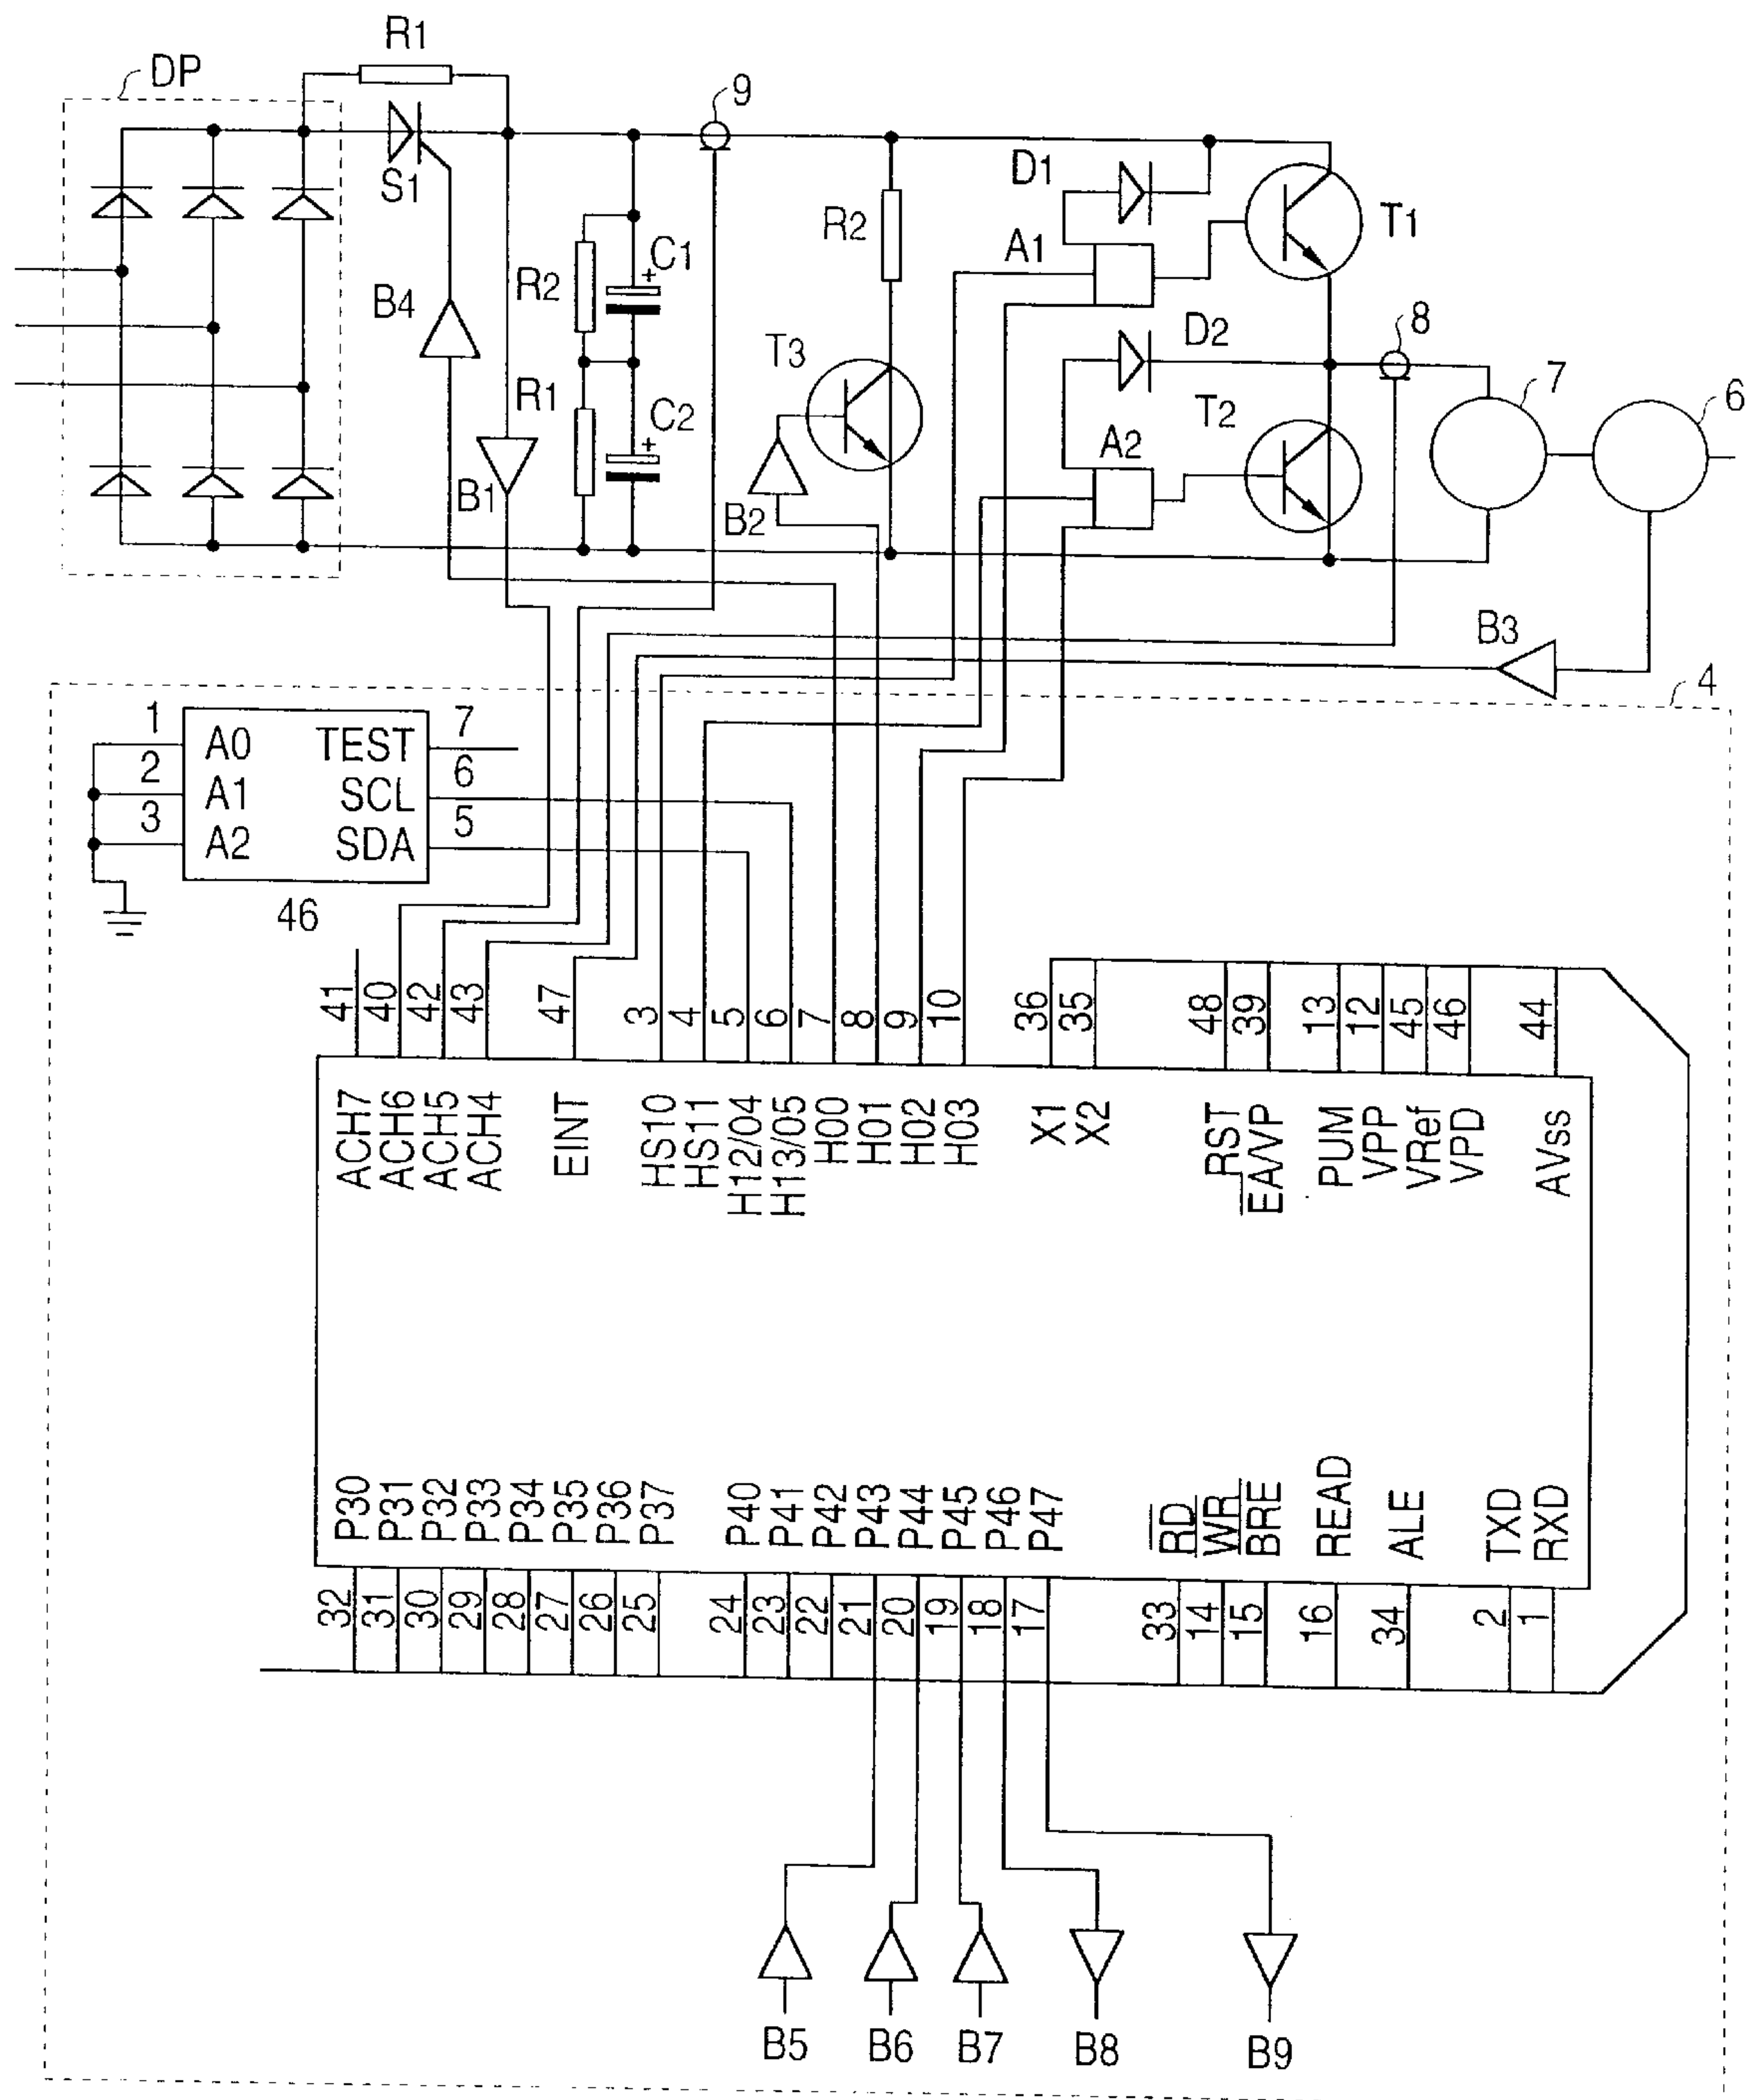 R1
DP
9
S1
D1
T1
R2
A1
C1
R2
B4
D2
8
T3
7
6
R1
C2
T2
A2
B1
B2
B3
4
1 A0 TEST 7
2 A1 SCL 6
3 A2 SDA 5
46
41 40 42 43 47 3 4 5 6 7 8 9 10 36 35 48 39 13 12 45 46 44
ACH7 ACH6 ACH5 ACH4 EINT HS10 HS11 H12/04 H13/05 H00 H01 H02 H03 X1 X2 RST EA/VP PUM VPP VRef VPD AVss
P30 P31 P32 P33 P34 P35 P36 P37 P40 P41 P42 P43 P44 P45 P46 P47 RD WR BRE READ ALE TXD RXD
32 31 30 29 28 27 26 25 24 23 22 21 20 19 18 17 33 14 15 16 34 2 1
B5 B6 B7 B8 B9